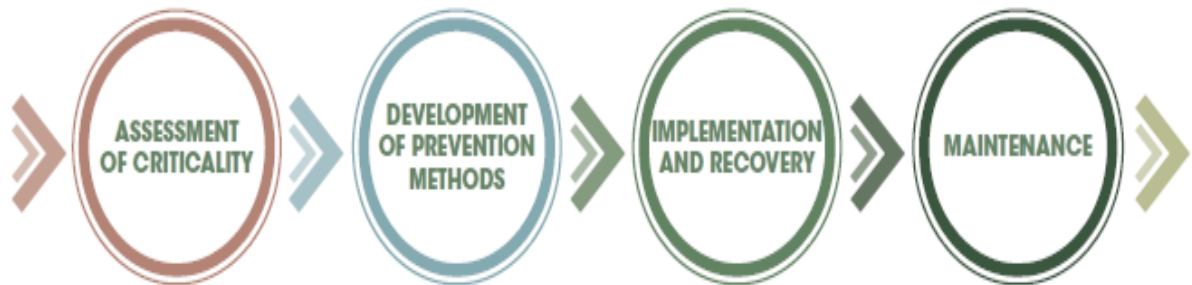 ASSESSMENT
OF CRITICALITY
DEVELOPMENT
OF PREVENTION
METHODS
IMPLEMENTATION
AND RECOVERY
MAINTENANCE